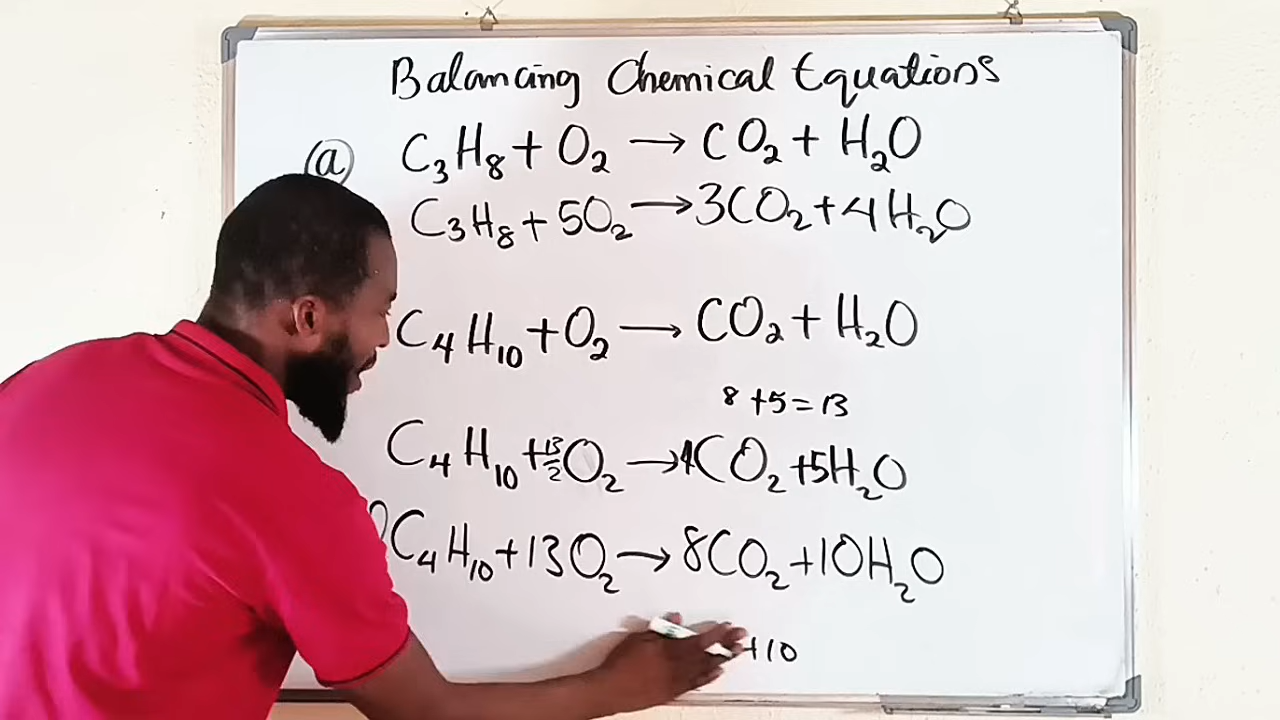 Balancing Chemical Equations
(a) C₃H₈ + O₂ → CO₂ + H₂O
C₃H₈ + 5O₂ → 3CO₂ + 4H₂O
C₄H₁₀ + O₂ → CO₂ + H₂O
8 + 5 = 13
C₄H₁₀ + 13/2 O₂ → 4CO₂ + 5H₂O
C₄H₁₀ + 13O₂ → 8CO₂ + 10H₂O
+10